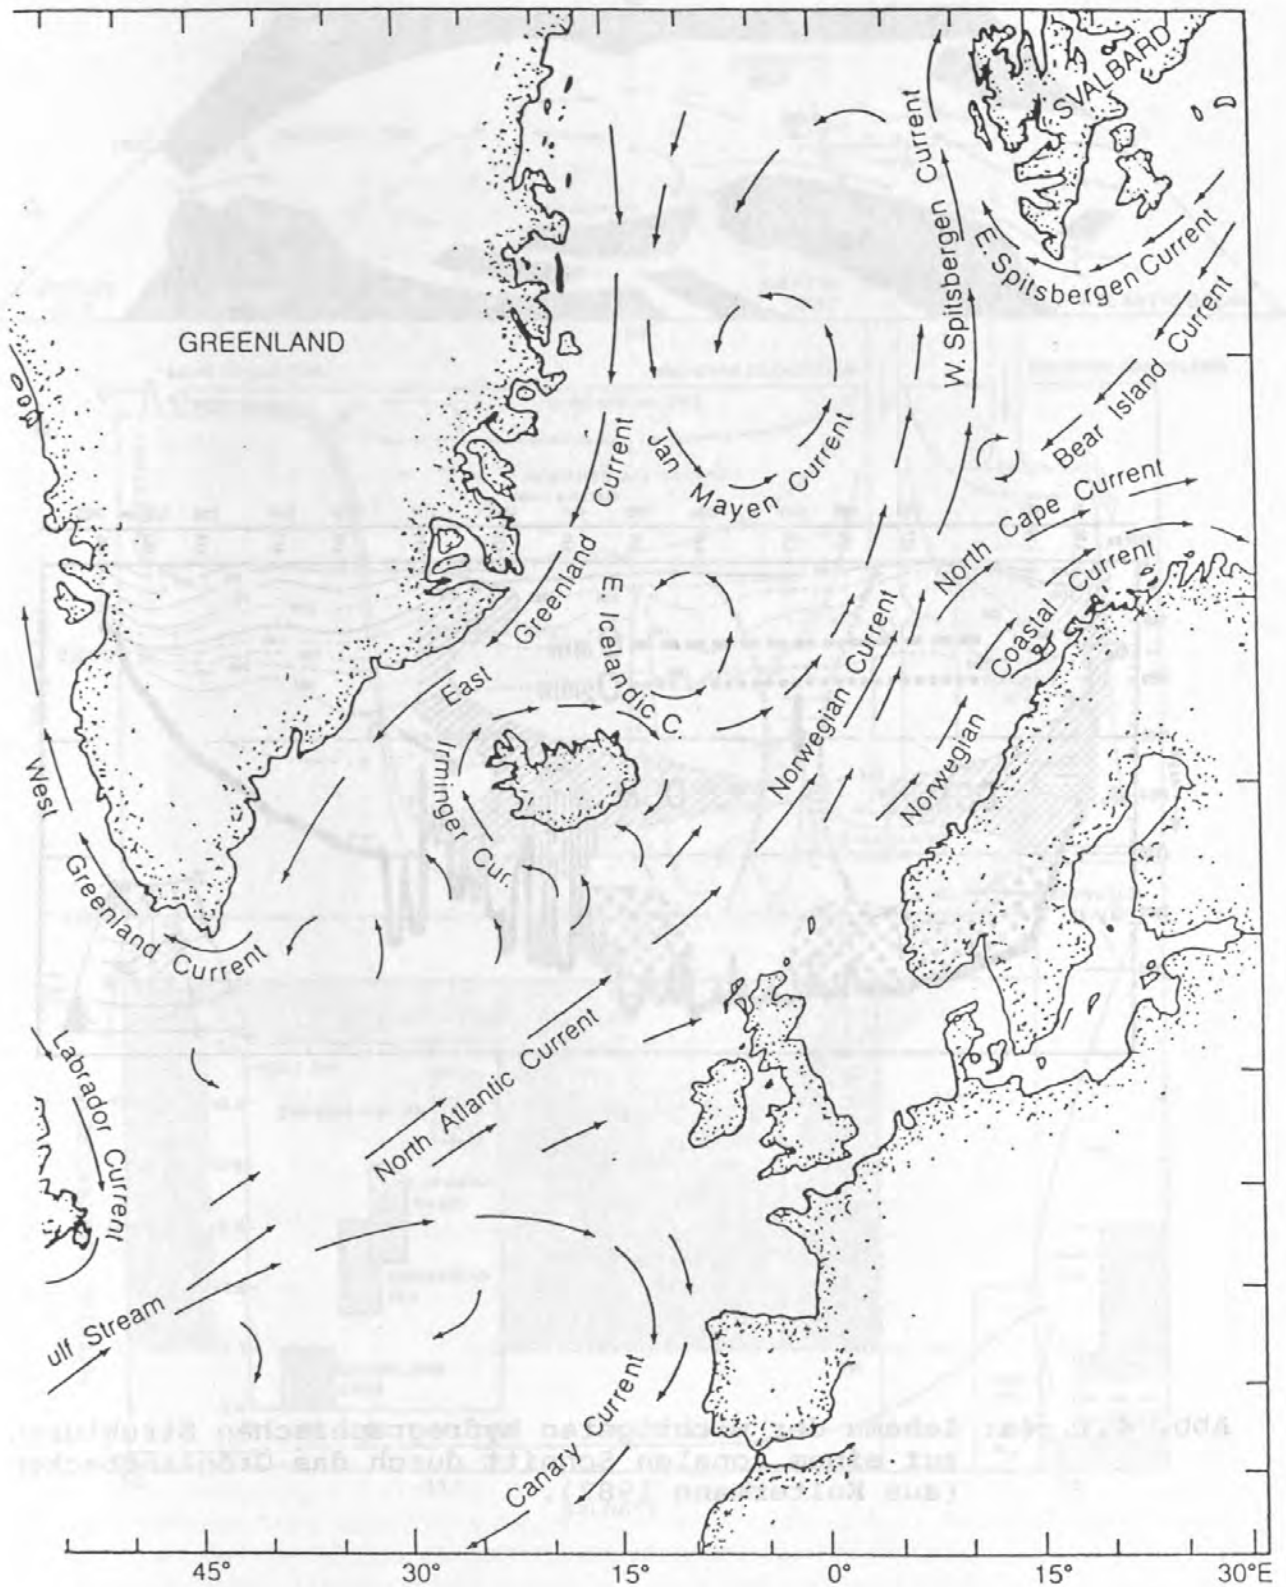 SVALBARD
W. Spitsbergen Current
E. Spitsbergen Current
Bear Island Current
GREENLAND
Jan Mayen Current
North Cape Current
East Greenland Current
E Icelandic C.
Norwegian Current
Norwegian Coastal Current
Irminger Cur.
West Greenland Current
Labrador Current
North Atlantic Current
ulf Stream
Canary Current
45° 30° 15° 0° 15° 30°E